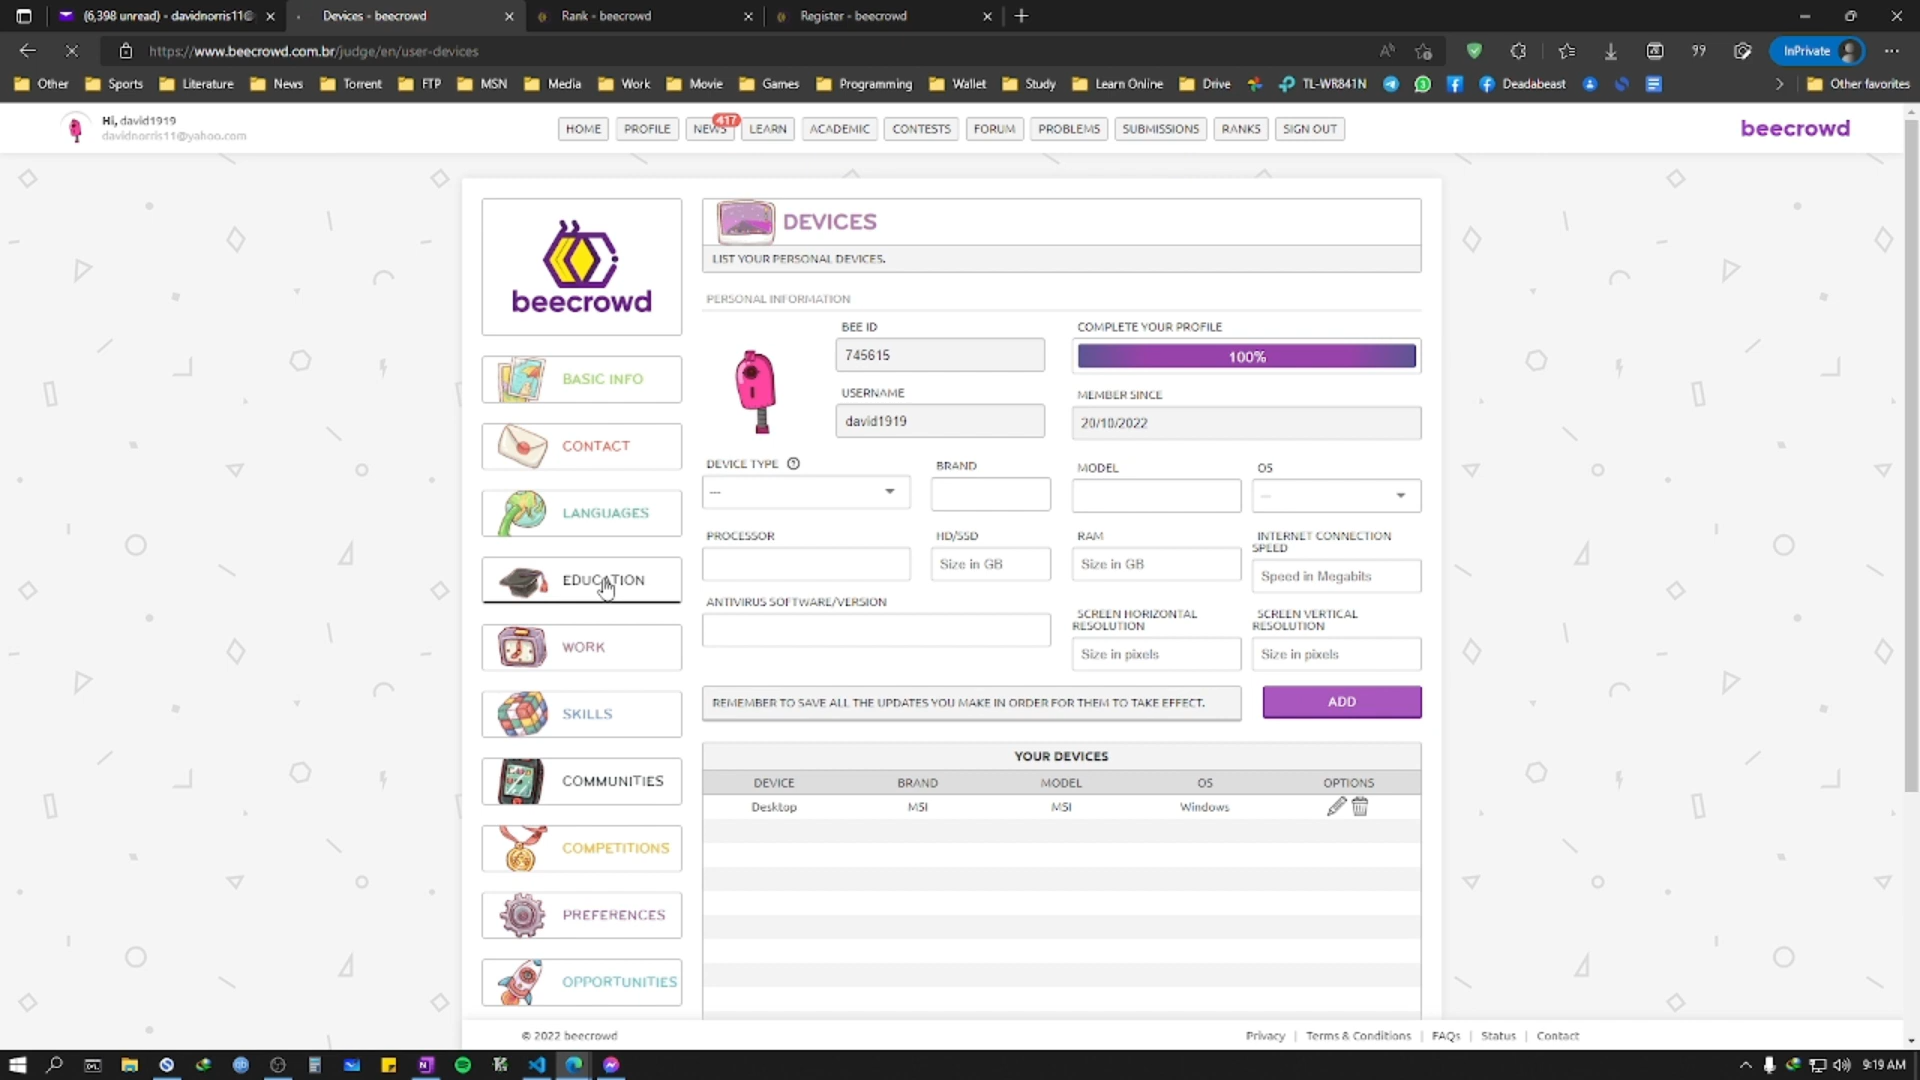 (6,398 unread) - davidnorris11@
Devices - beecrowd
Rank - beecrowd
Register - beecrowd
https://www.beecrowd.com.br/judge/en/user-devices
InPrivate
Other
Sports
Literature
News
Torrent
FTP
MSN
Media
Work
Movie
Games
Programming
Wallet
Study
Learn Online
Drive
TL-WR841N
Deadabeast
Other favorites
Hi, david1919
davidnorris11@yahoo.com
HOME
PROFILE
NEWS
417
LEARN
ACADEMIC
CONTESTS
FORUM
PROBLEMS
SUBMISSIONS
RANKS
SIGN OUT
beecrowd
beecrowd
BASIC INFO
CONTACT
LANGUAGES
EDUCATION
WORK
SKILLS
COMMUNITIES
COMPETITIONS
PREFERENCES
OPPORTUNITIES
DEVICES
LIST YOUR PERSONAL DEVICES.
PERSONAL INFORMATION
BEE ID
745615
COMPLETE YOUR PROFILE
100%
USERNAME
david1919
MEMBER SINCE
20/10/2022
DEVICE TYPE
---
BRAND
MODEL
OS
---
PROCESSOR
HD/SSD
Size in GB
RAM
Size in GB
INTERNET CONNECTION
SPEED
Speed in Megabits
ANTIVIRUS SOFTWARE/VERSION
SCREEN HORIZONTAL
RESOLUTION
Size in pixels
SCREEN VERTICAL
RESOLUTION
Size in pixels
REMEMBER TO SAVE ALL THE UPDATES YOU MAKE IN ORDER FOR THEM TO TAKE EFFECT.
ADD
YOUR DEVICES
DEVICE BRAND MODEL OS OPTIONS
Desktop MSI MSI Windows
© 2022 beecrowd
Privacy | Terms & Conditions | FAQs | Status | Contact
9:19 AM